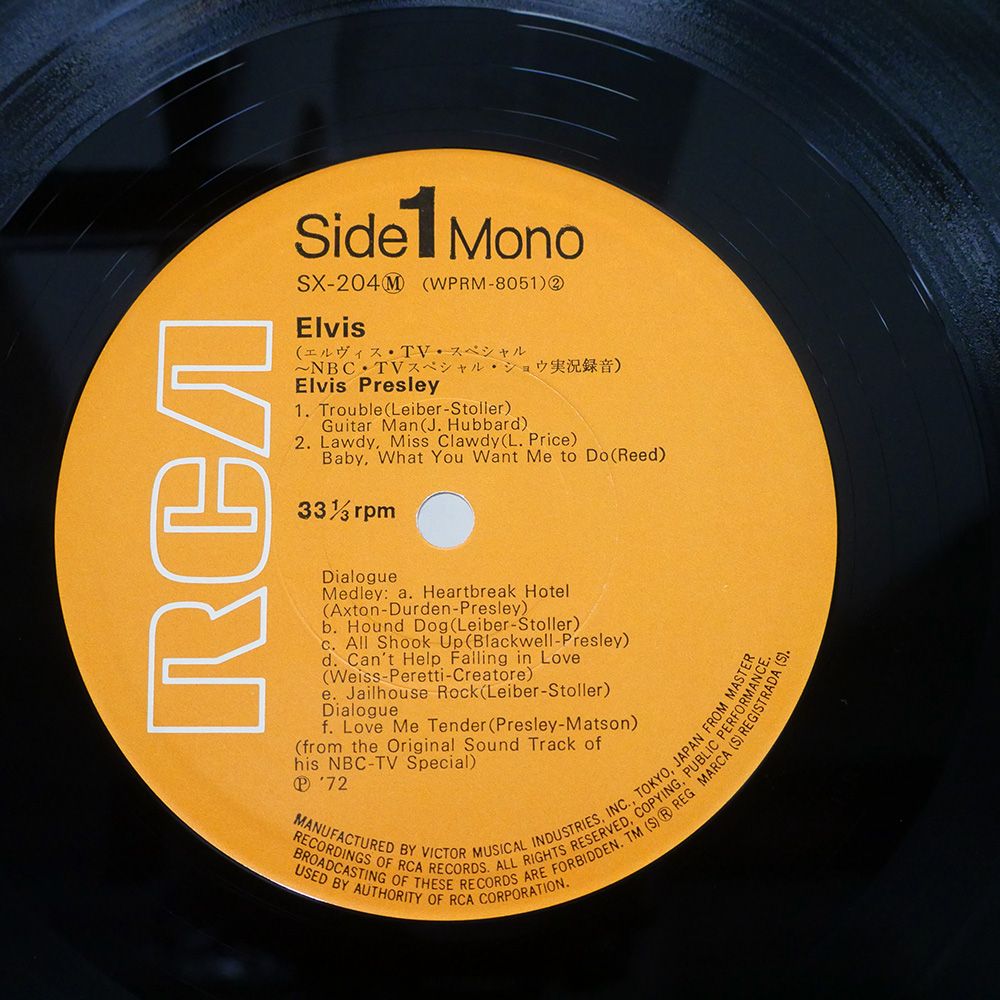 Side 1 Mono
SX-204Ⓜ (WPRM-8051)②
RCA
Elvis
(エルヴィス・TV・スペシャル
〜NBC・TVスペシャル・ショウ実況録音)
Elvis Presley
1. Trouble(Leiber-Stoller)
Guitar Man(J. Hubbard)
2. Lawdy, Miss Clawdy(L. Price)
Baby, What You Want Me to Do(Reed)
33 1/3 rpm
Dialogue
Medley: a. Heartbreak Hotel
(Axton-Durden-Presley)
b. Hound Dog(Leiber-Stoller)
c. All Shook Up(Blackwell-Presley)
d. Can't Help Falling in Love
(Weiss-Peretti-Creatore)
e. Jailhouse Rock(Leiber-Stoller)
Dialogue
f. Love Me Tender(Presley-Matson)
(from the Original Sound Track of
his NBC-TV Special)
Ⓟ '72
MANUFACTURED BY VICTOR MUSICAL INDUSTRIES, INC., TOKYO, JAPAN FROM MASTER
RECORDINGS OF RCA RECORDS. ALL RIGHTS RESERVED, COPYING, PUBLIC PERFORMANCE,
BROADCASTING OF THESE RECORDS ARE FORBIDDEN. TM (S) ® REG MARCA (S) REGISTRADA (S).
USED BY AUTHORITY OF RCA CORPORATION.